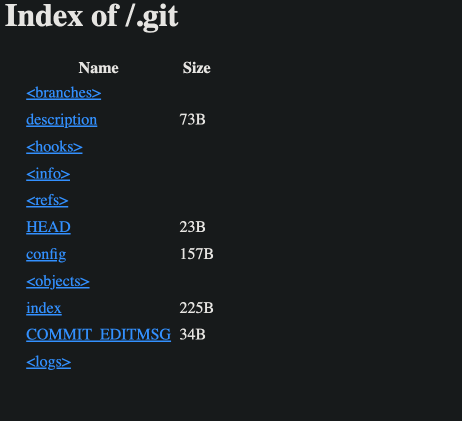 Index of /.git
Name Size
<branches>
description 73B
<hooks>
<info>
<refs>
HEAD 23B
config 157B
<objects>
index 225B
COMMIT_EDITMSG 34B
<logs>